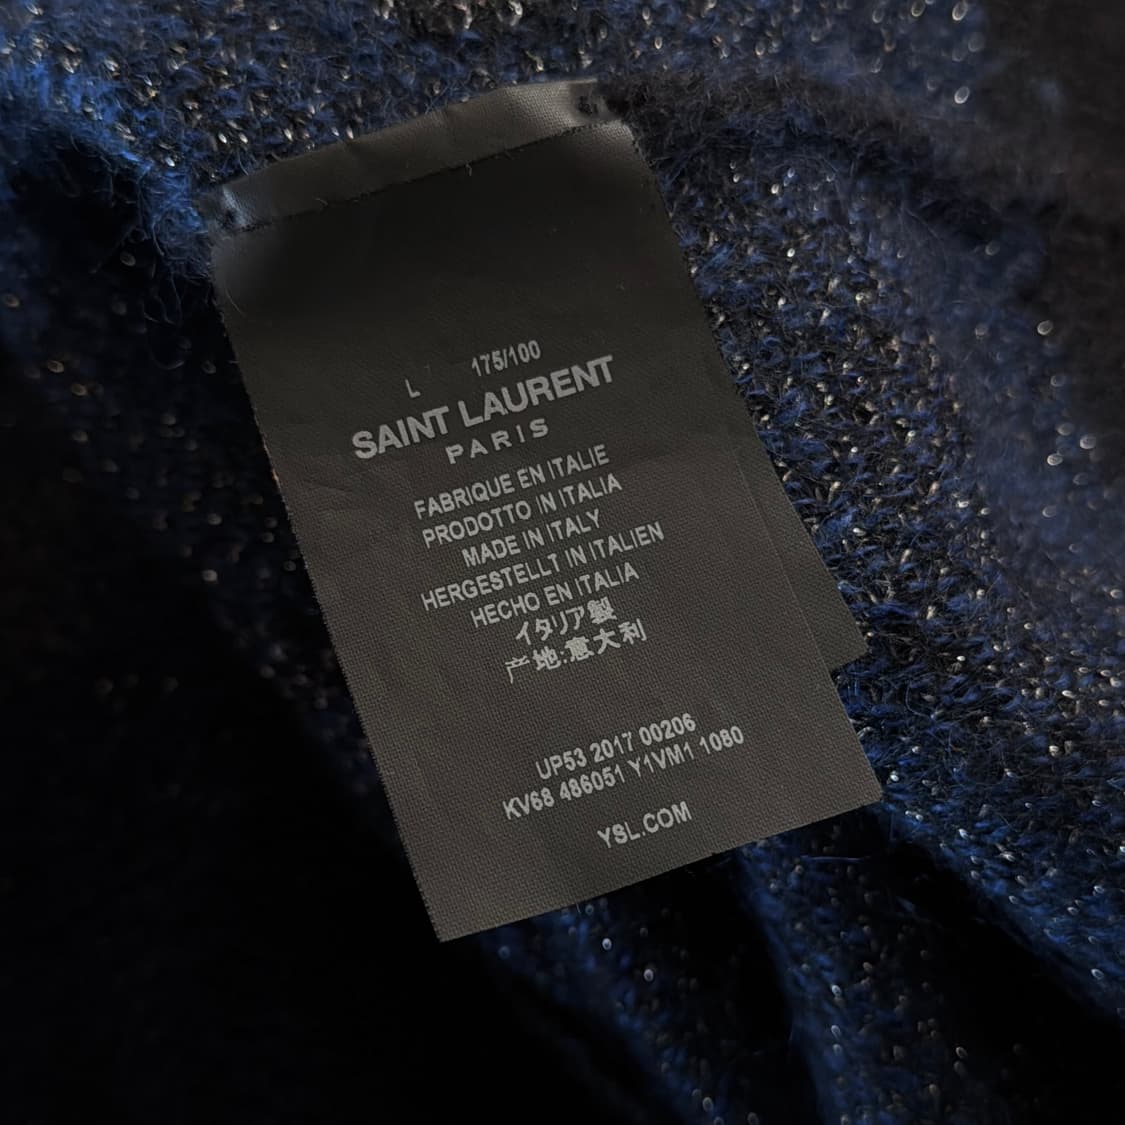 L 175/100
SAINT LAURENT
PARIS
FABRIQUE EN ITALIE
PRODOTTO IN ITALIA
MADE IN ITALY
HERGESTELLT IN ITALIEN
HECHO EN ITALIA
イタリア製
产地:意大利
UP53 2017 00206
KV68 486051 Y1VM1 1080
YSL.COM